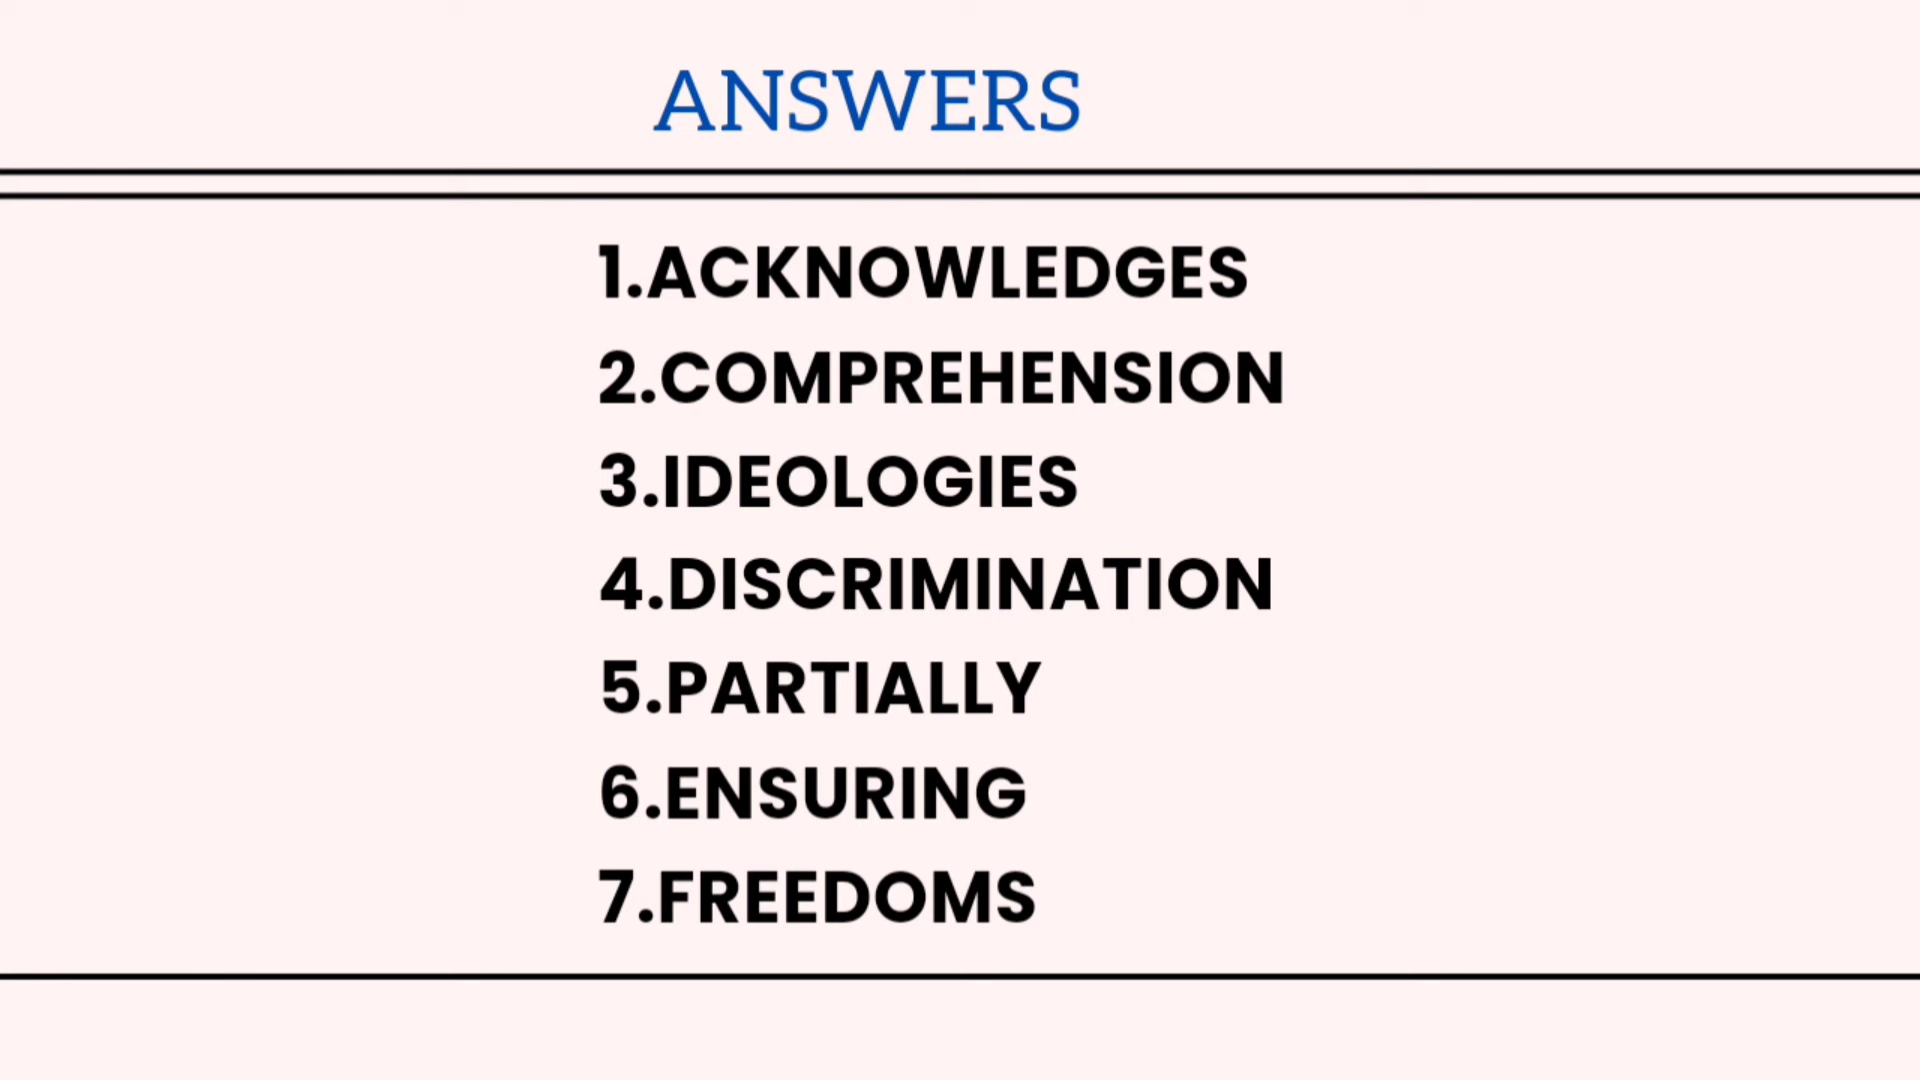 ANSWERS
1.ACKNOWLEDGES
2.COMPREHENSION
3.IDEOLOGIES
4.DISCRIMINATION
5.PARTIALLY
6.ENSURING
7.FREEDOMS